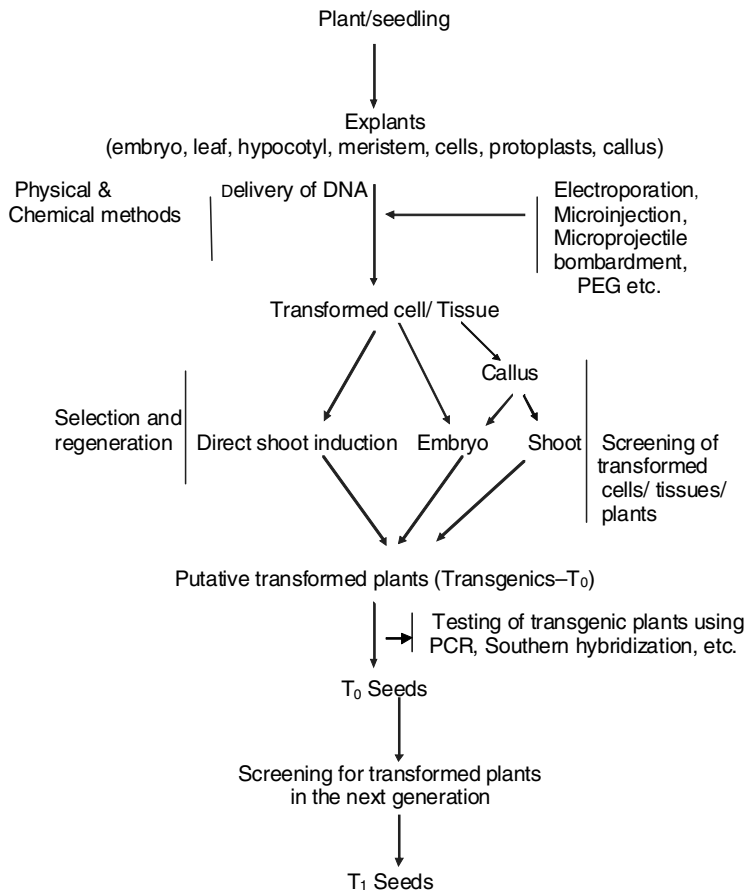 Plant/seedling
Explants
(embryo, leaf, hypocotyl, meristem, cells, protoplasts, callus)
Physical &
Chemical methods
Delivery of DNA
Electroporation,
Microinjection,
Microprojectile
bombardment,
PEG etc.
Transformed cell/ Tissue
Callus
Selection and
regeneration
Direct shoot induction
Embryo
Shoot
Screening of
transformed
cells/ tissues/
plants
Putative transformed plants (Transgenics–T₀)
Testing of transgenic plants using
PCR, Southern hybridization, etc.
T₀ Seeds
Screening for transformed plants
in the next generation
T₁ Seeds